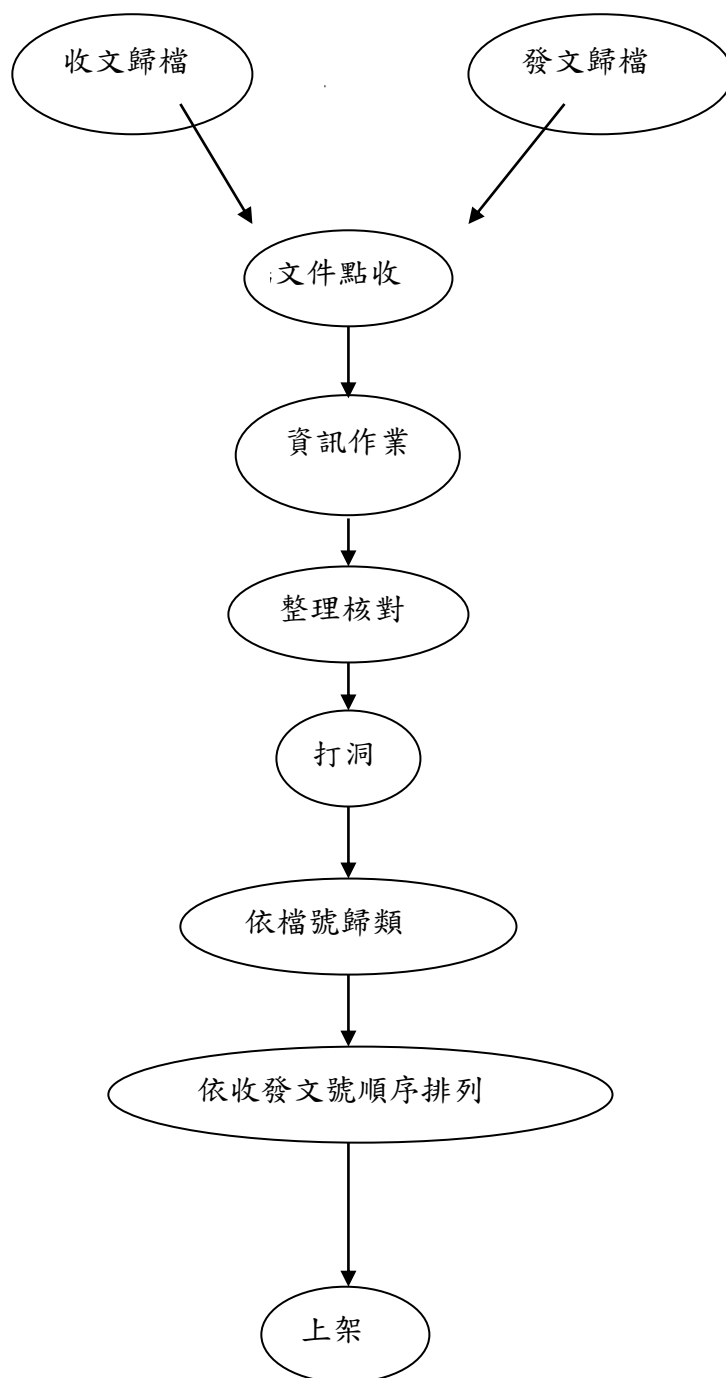 收文歸檔
發文歸檔
文件點收
資訊作業
整理核對
打洞
依檔號歸類
依收發文號順序排列
上架